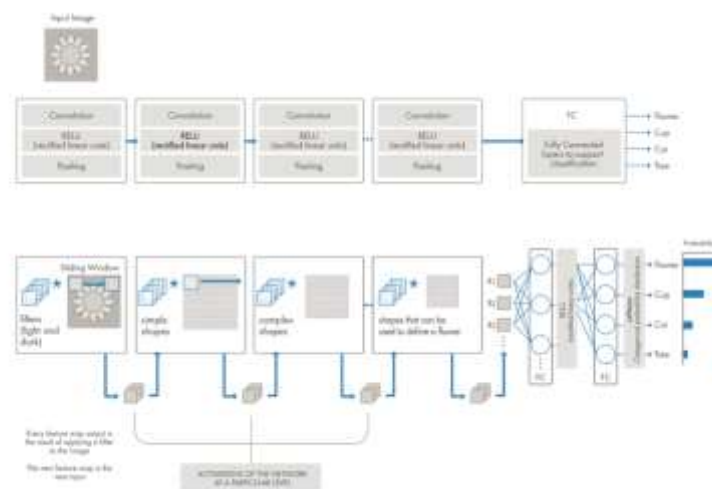 Input Image
Convolution
RELU
(rectified linear units)
Pooling
Convolution
RELU
(rectified linear units)
Pooling
Convolution
RELU
(rectified linear units)
Pooling
...
Convolution
RELU
(rectified linear units)
Pooling
FC
Fully Connected
layers to support
classification
Flower
Cup
Car
Tree
Sliding Window
filters
(light and
dark)
simple
shapes
complex
shapes
shapes that can be
used to define a flower
FC
RELU
FC
Flower
Cup
Car
Tree
Probability
Every feature map output is
the result of applying a filter
to the image
The new feature map is the
next input
ACTIVATIONS OF THE NETWORK
AT A PARTICULAR LEVEL